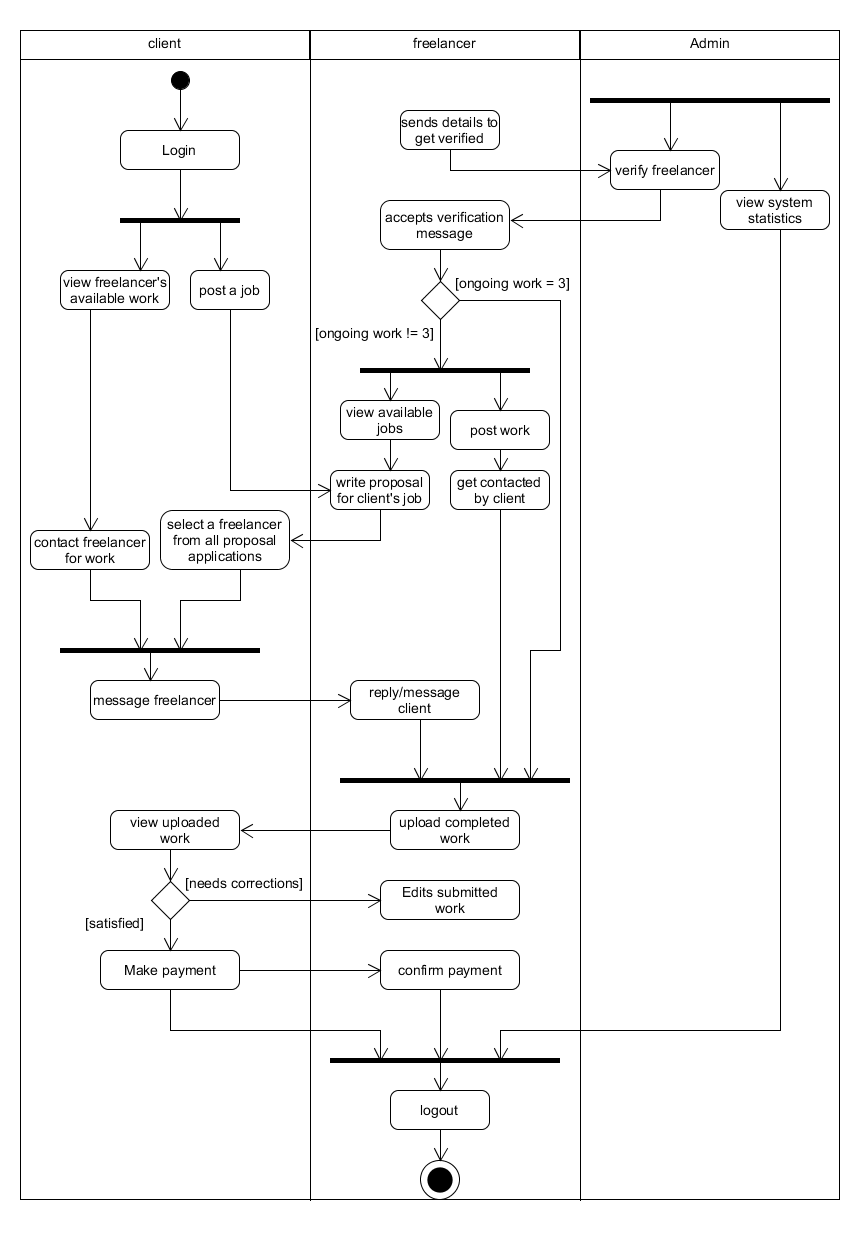 client
freelancer
Admin
sends details to
get verified
Login
verify freelancer
view system
statistics
accepts verification
message
view freelancer's
available work
post a job
[ongoing work = 3]
[ongoing work != 3]
view available
jobs
post work
write proposal
for client's job
get contacted
by client
select a freelancer
from all proposal
applications
contact freelancer
for work
message freelancer
reply/message
client
view uploaded
work
upload completed
work
[needs corrections]
Edits submitted
work
[satisfied]
Make payment
confirm payment
logout